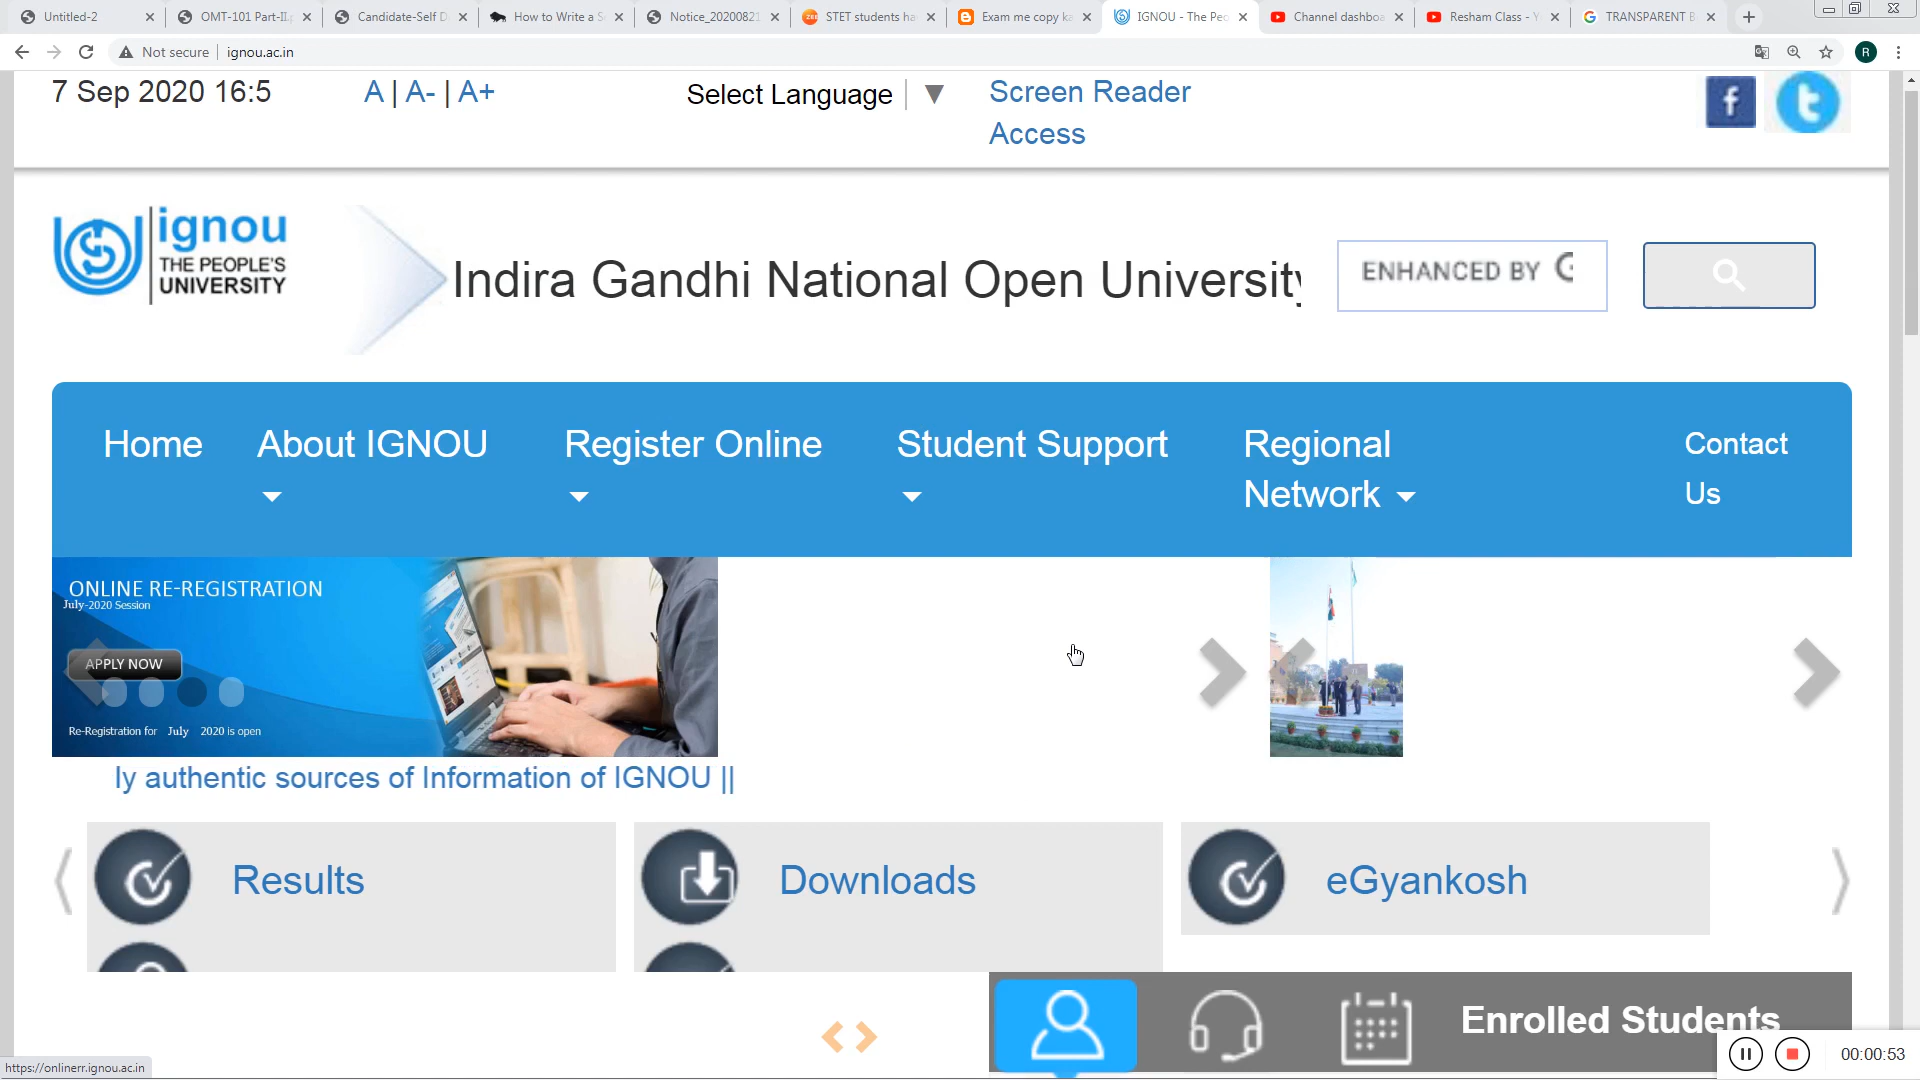 Untitled-2
OMT-101 Part-II.p
Candidate-Self D
How to Write a S
Notice_20200821
STET students ha
Exam me copy ka
IGNOU - The Peo
Channel dashboa
Resham Class - Y
TRANSPARENT B
Not secure
ignou.ac.in
R
7 Sep 2020 16:5
A | A- | A+
Select Language ▼
Screen Reader
Access
ignou
THE PEOPLE'S
UNIVERSITY
Indira Gandhi National Open University
ENHANCED BY G
Home
About IGNOU
Register Online
Student Support
Regional
Network
Contact
Us
ONLINE RE-REGISTRATION
July-2020 Session
APPLY NOW
Re-Registration for July 2020 is open
ly authentic sources of Information of IGNOU ||
Results
Downloads
eGyankosh
Enrolled Students
https://onlinerr.ignou.ac.in
00:00:53